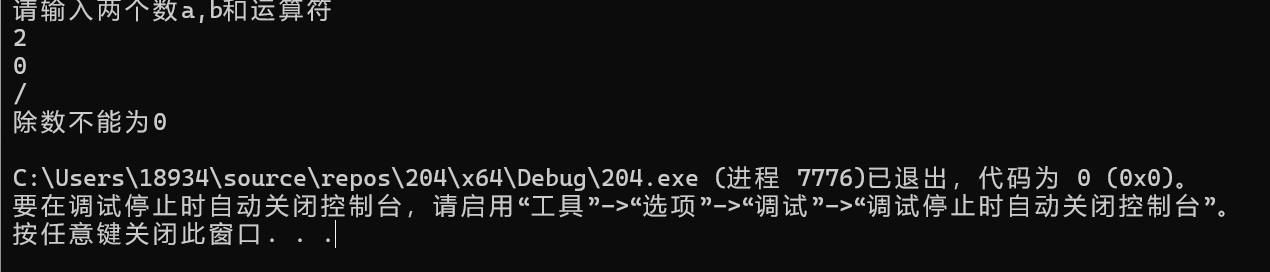 请输入两个数a,b和运算符
2
0
/
除数不能为0
C:\Users\18934\source\repos\204\x64\Debug\204.exe (进程 7776)已退出，代码为 0 (0x0)。
要在调试停止时自动关闭控制台，请启用“工具”->“选项”->“调试”->“调试停止时自动关闭控制台”。
按任意键关闭此窗口. . .